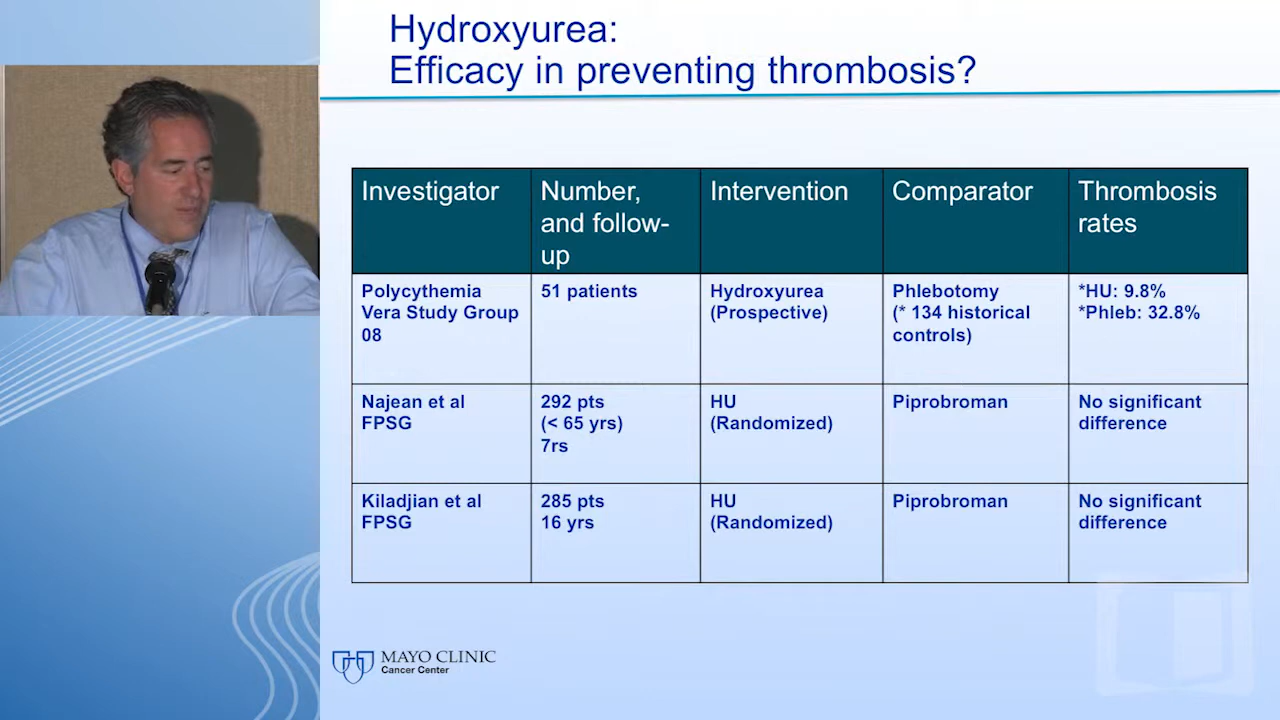 Hydroxyurea:
Efficacy in preventing thrombosis?
Investigator
Number,
and follow-
up
Intervention
Comparator
Thrombosis
rates
Polycythemia
Vera Study Group
08
51 patients
Hydroxyurea
(Prospective)
Phlebotomy
(* 134 historical
controls)
*HU: 9.8%
*Phleb: 32.8%
Najean et al
FPSG
292 pts
(< 65 yrs)
7rs
HU
(Randomized)
Piprobroman
No significant
difference
Kiladjian et al
FPSG
285 pts
16 yrs
HU
(Randomized)
Piprobroman
No significant
difference
MAYO CLINIC
Cancer Center